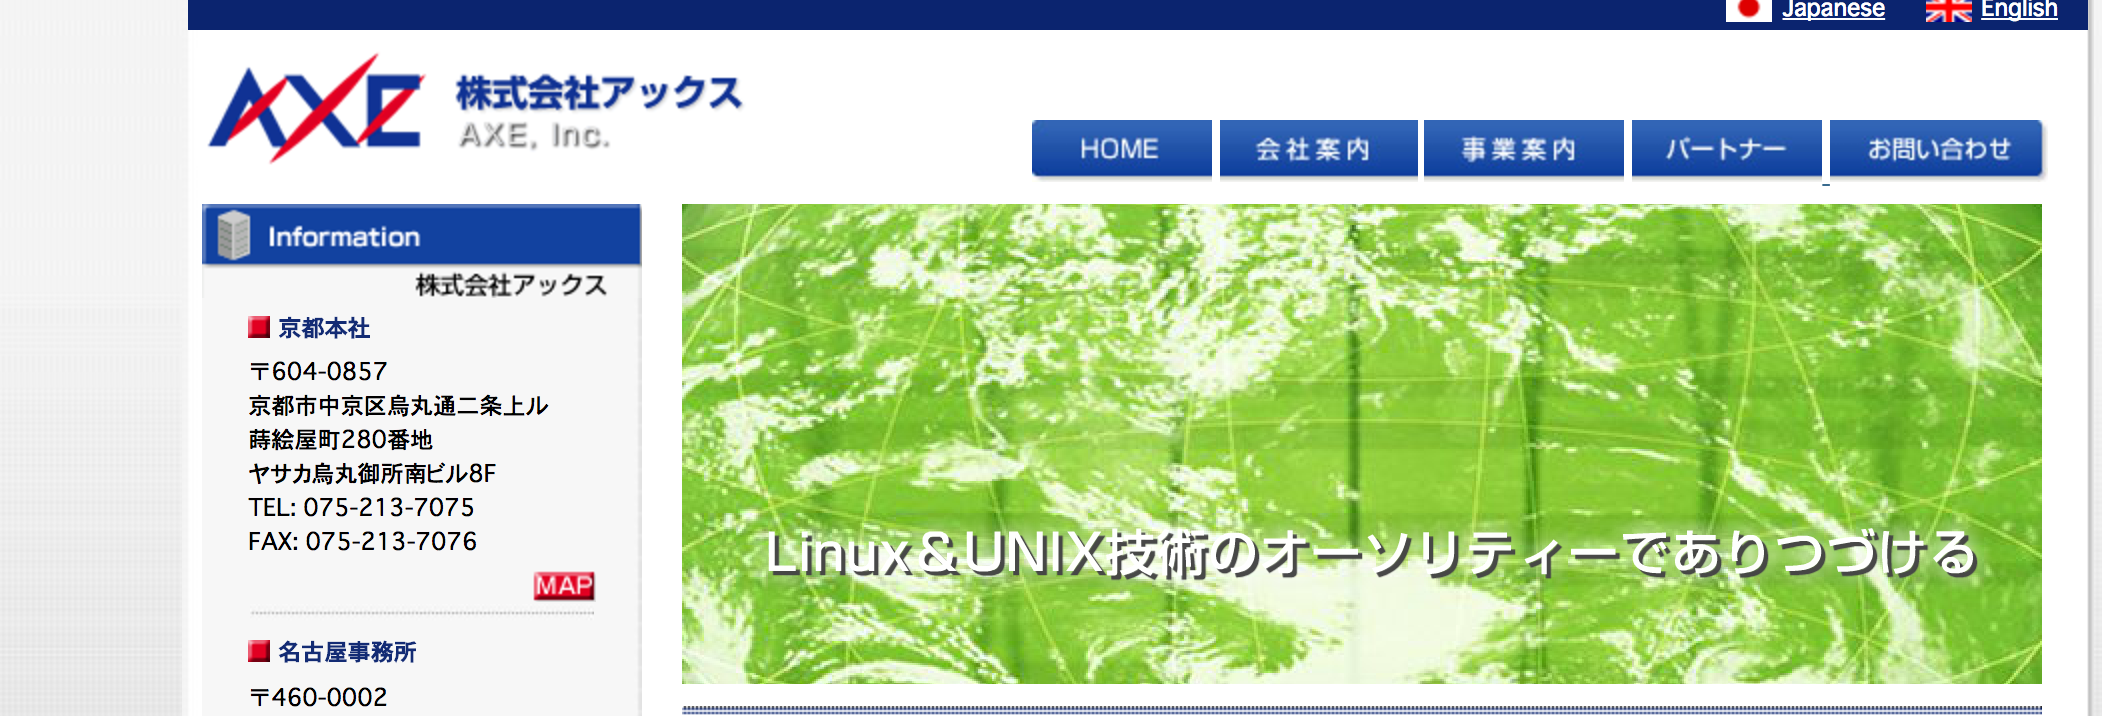 Japanese English
AXE
株式会社アックス
AXE, Inc.
HOME 会社案内 事業案内 パートナー お問い合わせ
Information
株式会社アックス
京都本社
〒604-0857
京都市中京区烏丸通二条上ル
蒔絵屋町280番地
ヤサカ烏丸御所南ビル8F
TEL: 075-213-7075
FAX: 075-213-7076
MAP
名古屋事務所
〒460-0002
Linux＆UNIX技術のオーソリティーでありつづける